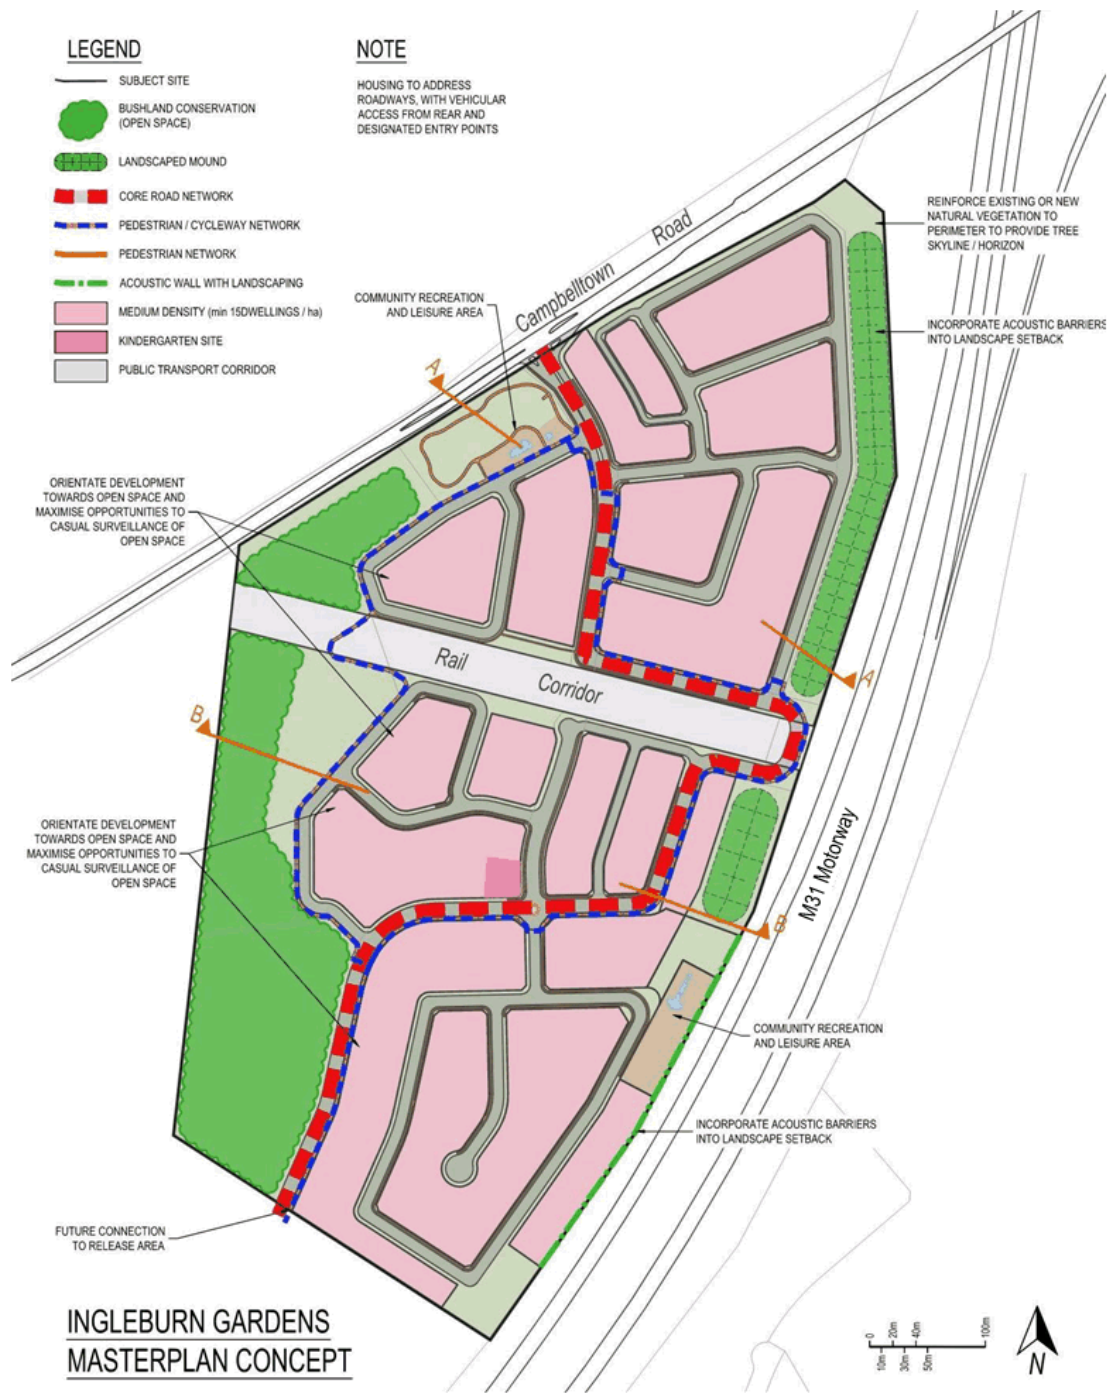 LEGEND
SUBJECT SITE
BUSHLAND CONSERVATION
(OPEN SPACE)
LANDSCAPED MOUND
CORE ROAD NETWORK
PEDESTRIAN / CYCLEWAY NETWORK
PEDESTRIAN NETWORK
ACOUSTIC WALL WITH LANDSCAPING
MEDIUM DENSITY (min 15DWELLINGS / ha)
KINDERGARTEN SITE
PUBLIC TRANSPORT CORRIDOR
NOTE
HOUSING TO ADDRESS
ROADWAYS, WITH VEHICULAR
ACCESS FROM REAR AND
DESIGNATED ENTRY POINTS
Campbelltown Road
REINFORCE EXISTING OR NEW
NATURAL VEGETATION TO
PERIMETER TO PROVIDE TREE
SKYLINE / HORIZON
COMMUNITY RECREATION
AND LEISURE AREA
INCORPORATE ACOUSTIC BARRIERS
INTO LANDSCAPE SETBACK
A
ORIENTATE DEVELOPMENT
TOWARDS OPEN SPACE AND
MAXIMISE OPPORTUNITIES TO
CASUAL SURVEILLANCE OF
OPEN SPACE
Rail Corridor
A
B
ORIENTATE DEVELOPMENT
TOWARDS OPEN SPACE AND
MAXIMISE OPPORTUNITIES TO
CASUAL SURVEILLANCE OF
OPEN SPACE
M31 Motorway
B
COMMUNITY RECREATION
AND LEISURE AREA
INCORPORATE ACOUSTIC BARRIERS
INTO LANDSCAPE SETBACK
FUTURE CONNECTION
TO RELEASE AREA
INGLEBURN GARDENS
MASTERPLAN CONCEPT
0 20m 40m 100m
10m 30m 50m
N